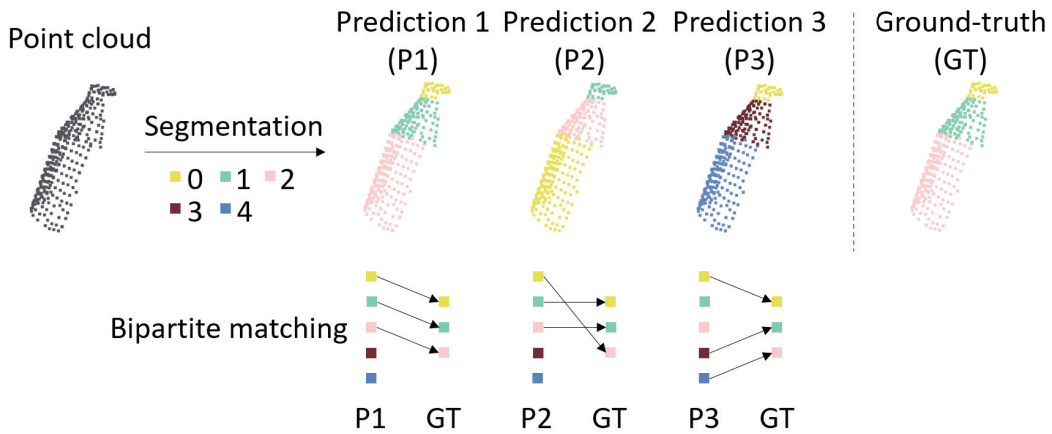 Point cloud
Prediction 1
(P1)
Prediction 2
(P2)
Prediction 3
(P3)
Ground-truth
(GT)
Segmentation
0 1 2
3 4
Bipartite matching
P1 GT P2 GT P3 GT